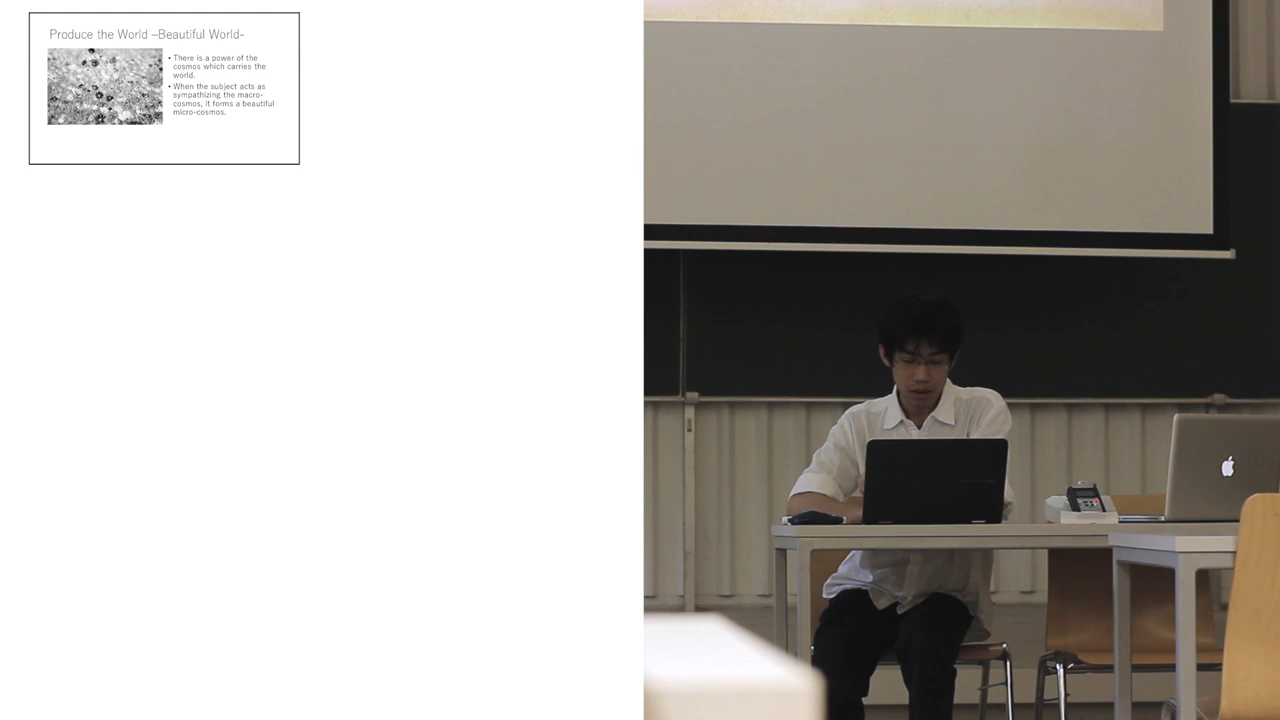 Produce the World –Beautiful World-
• There is a power of the
cosmos which carries the
world.
• When the subject acts as
sympathizing the macro-
cosmos, it forms a beautiful
micro-cosmos.